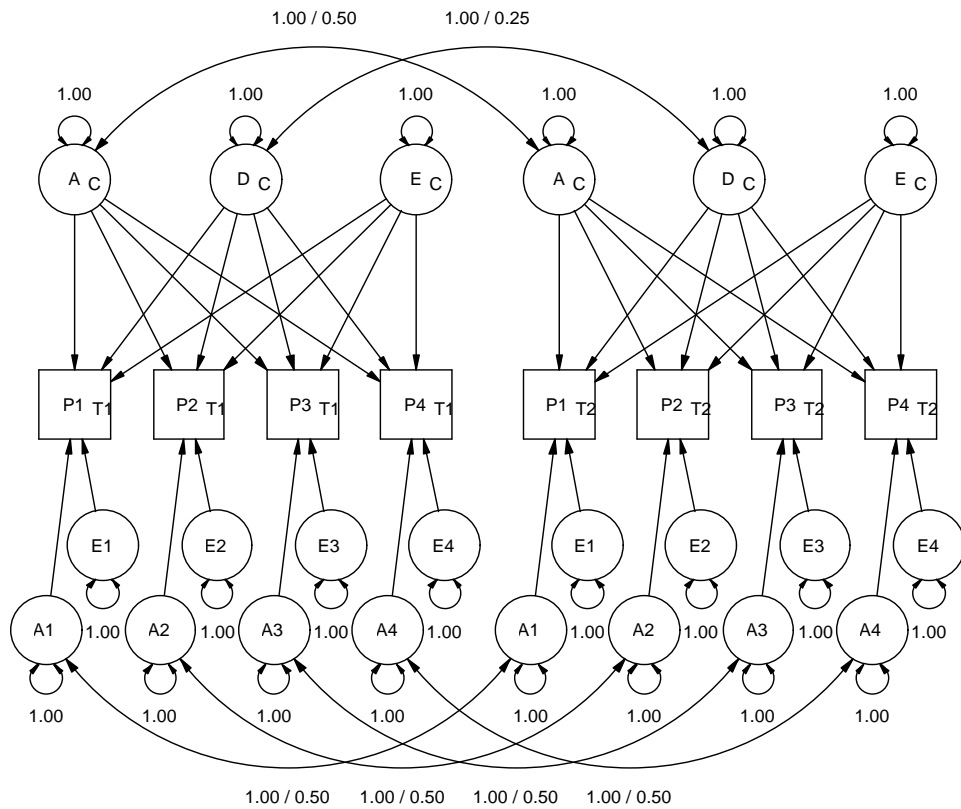 1.00 / 0.50 1.00 / 0.25
1.00 1.00 1.00 1.00 1.00 1.00
A C D C E C A C D C E C
P1 T1 P2 T1 P3 T1 P4 T1 P1 T2 P2 T2 P3 T2 P4 T2
E1 E2 E3 E4 E1 E2 E3 E4
A1 1.00 A2 1.00 A3 1.00 A4 1.00 A1 1.00 A2 1.00 A3 1.00 A4 1.00
1.00 1.00 1.00 1.00 1.00 1.00 1.00 1.00
1.00 / 0.50 1.00 / 0.50 1.00 / 0.50 1.00 / 0.50